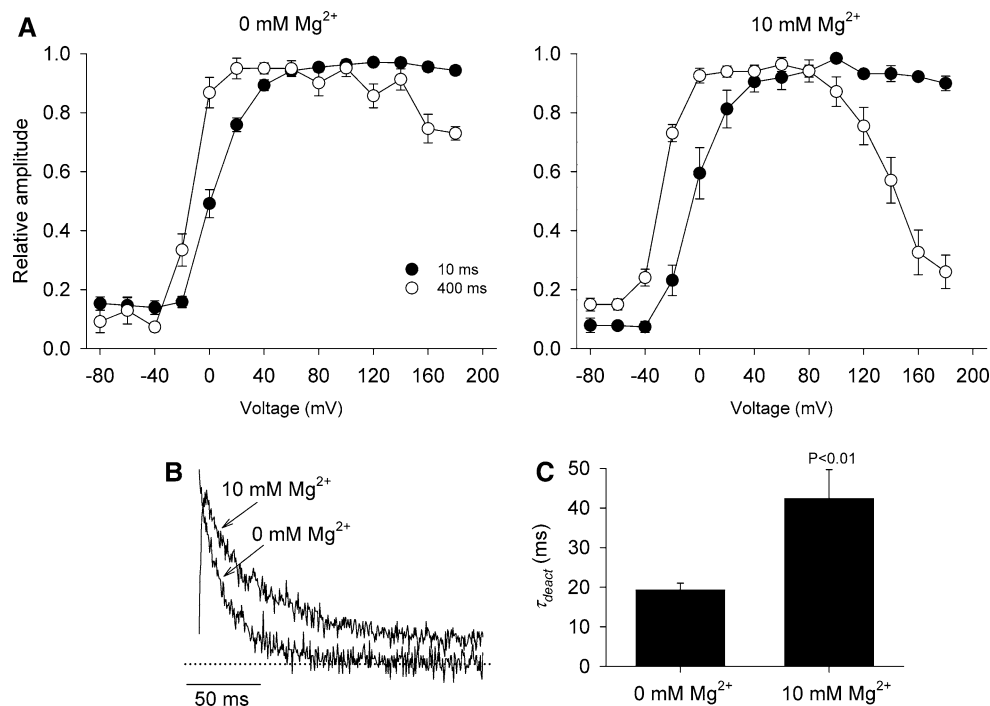 A
0 mM Mg2+
10 mM Mg2+
Relative amplitude
1.0
0.8
0.6
0.4
0.2
0.0
10 ms
400 ms
-80 -40 0 40 80 120 160 200
Voltage (mV)
1.0
0.8
0.6
0.4
0.2
0.0
-80 -40 0 40 80 120 160 200
Voltage (mV)
B
10 mM Mg2+
0 mM Mg2+
50 ms
C
P<0.01
τdeact (ms)
50
40
30
20
10
0
0 mM Mg2+
10 mM Mg2+